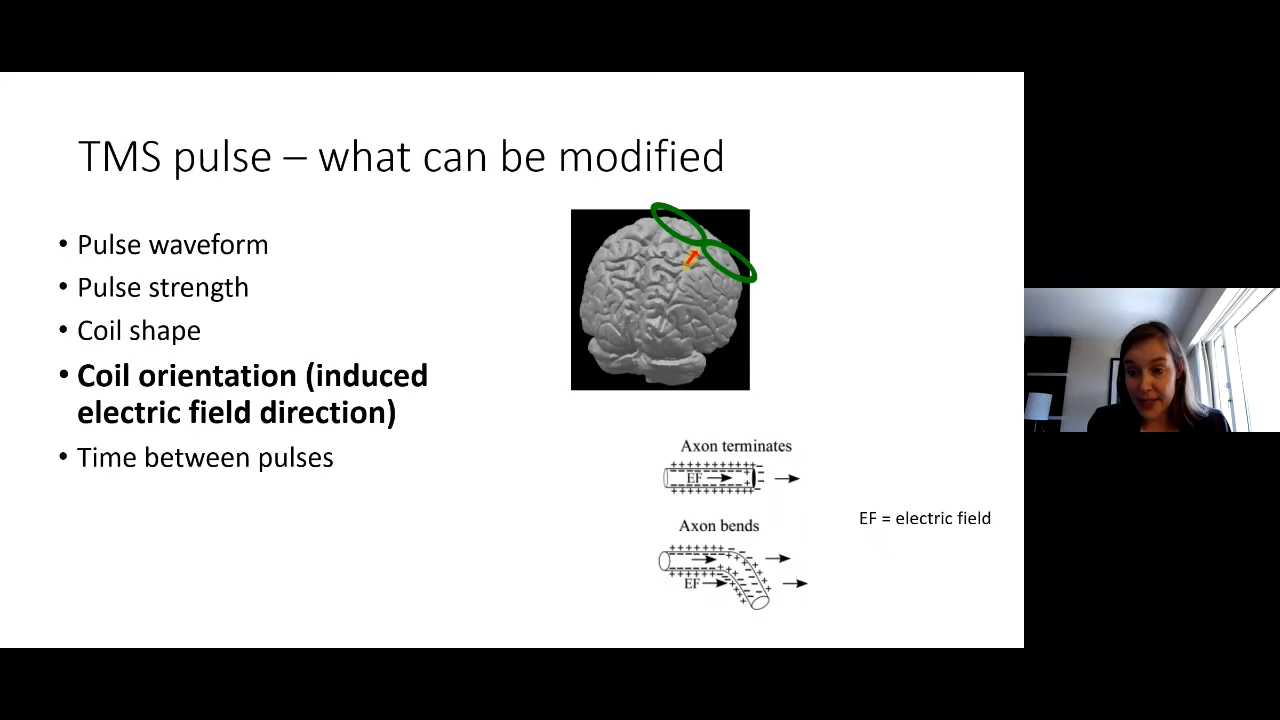 TMS pulse – what can be modified
• Pulse waveform
• Pulse strength
• Coil shape
• Coil orientation (induced
electric field direction)
• Time between pulses
Axon terminates
EF
Axon bends
EF
EF = electric field